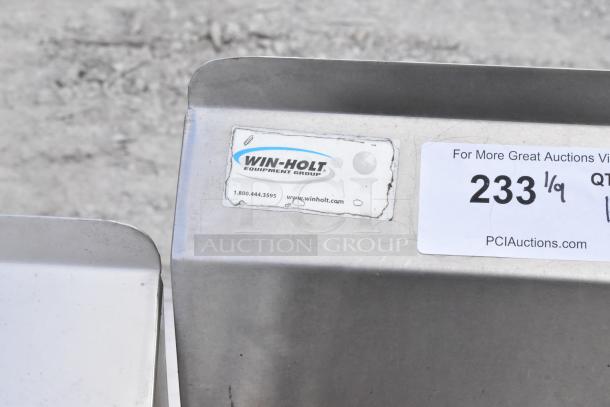 WIN-HOLT
EQUIPMENT GROUP
1.800.444.3595 www.winholt.com
For More Great Auctions Vi
233 1/9 QT
PCIAuctions.com
PCI
AUCTION GROUP